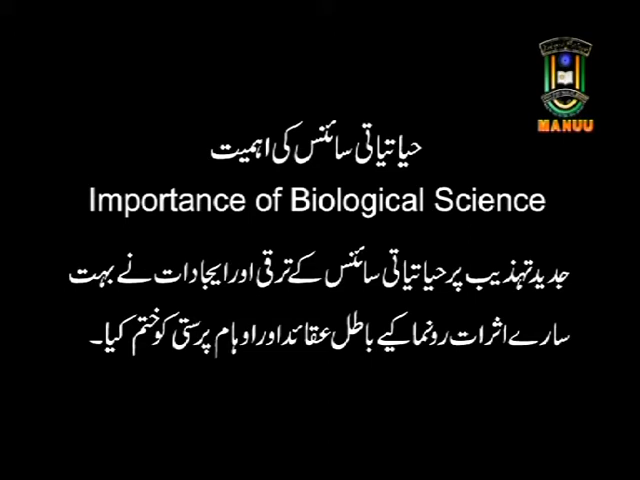 MANUU
حیاتیاتی سائنس کی اہمیت
Importance of Biological Science
جدید تہذیب پر حیاتیاتی سائنس کے ترقی اور ایجادات نے بہت
سارے اثرات رونما کیے باطل عقائد اور اوہام پرستی کو ختم کیا۔